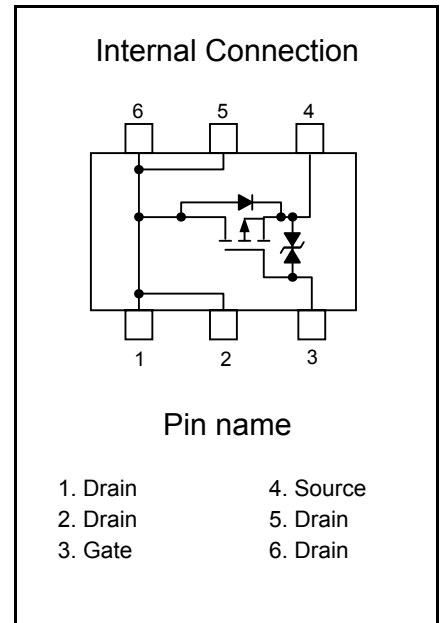 Internal Connection
6 5 4
1 2 3
Pin name
1. Drain 4. Source
2. Drain 5. Drain
3. Gate 6. Drain